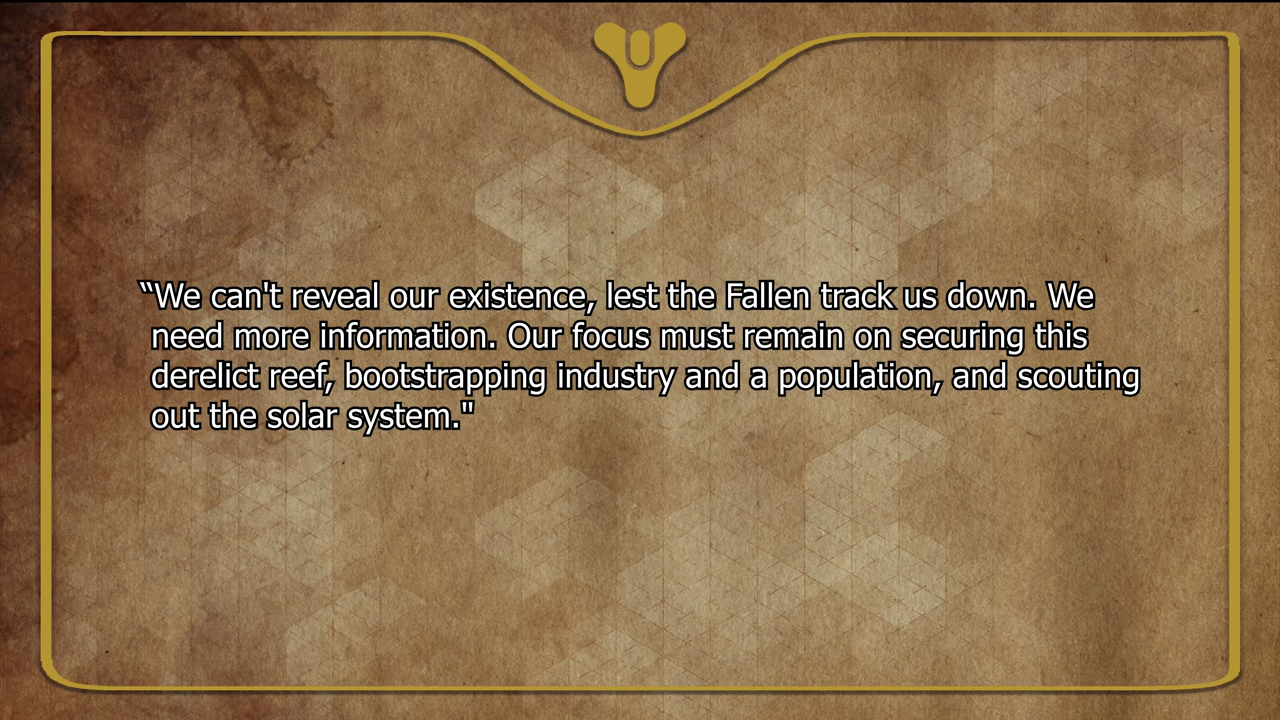 “We can't reveal our existence, lest the Fallen track us down. We
need more information. Our focus must remain on securing this
derelict reef, bootstrapping industry and a population, and scouting
out the solar system."